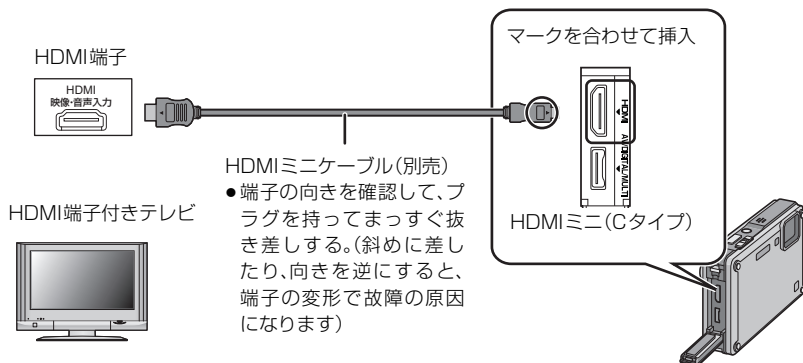 マークを合わせて挿入
HDMI端子
HDMI
映像・音声入力
HDMI
AV OUT/DIGITAL/MULTI
HDMIミニケーブル(別売)
●端子の向きを確認して、プ
ラグを持ってまっすぐ抜
き差しする。(斜めに差し
たり、向きを逆にすると、
端子の変形で故障の原因
になります)
HDMIミニ(Cタイプ)
HDMI端子付きテレビ